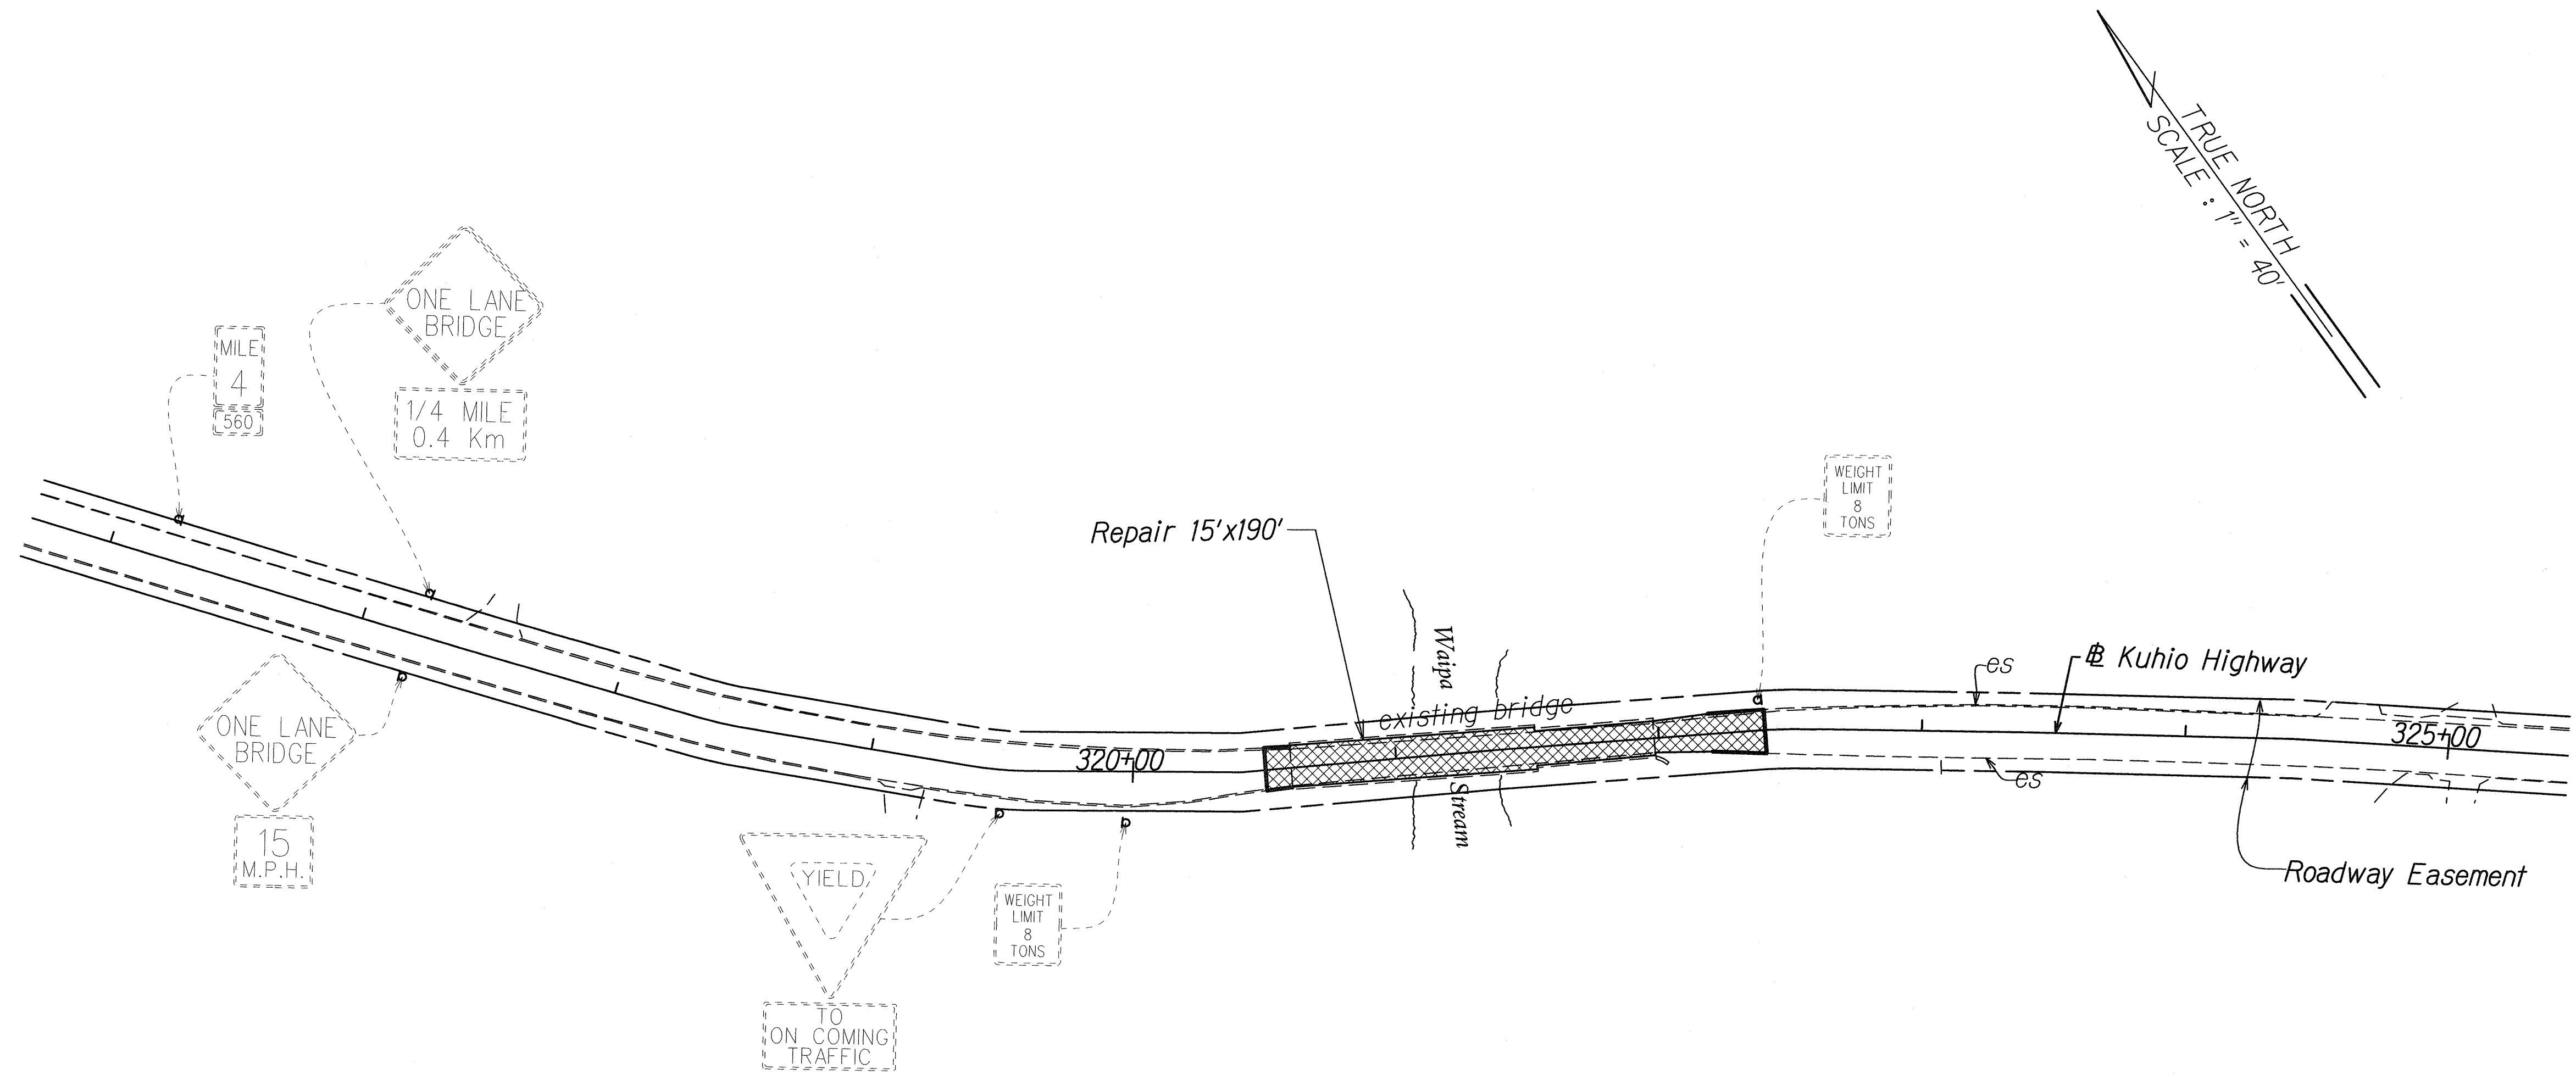 TRUE NORTH
SCALE : 1" = 40'
ONE LANE
BRIDGE
1/4 MILE
0.4 Km
MILE
4
560
WEIGHT
LIMIT
8
TONS
Repair 15'x190'
Waipa
Stream
existing bridge
es
℄ Kuhio Highway
320+00
325+00
es
Roadway Easement
ONE LANE
BRIDGE
15
M.P.H.
YIELD
TO
ON COMING
TRAFFIC
WEIGHT
LIMIT
8
TONS